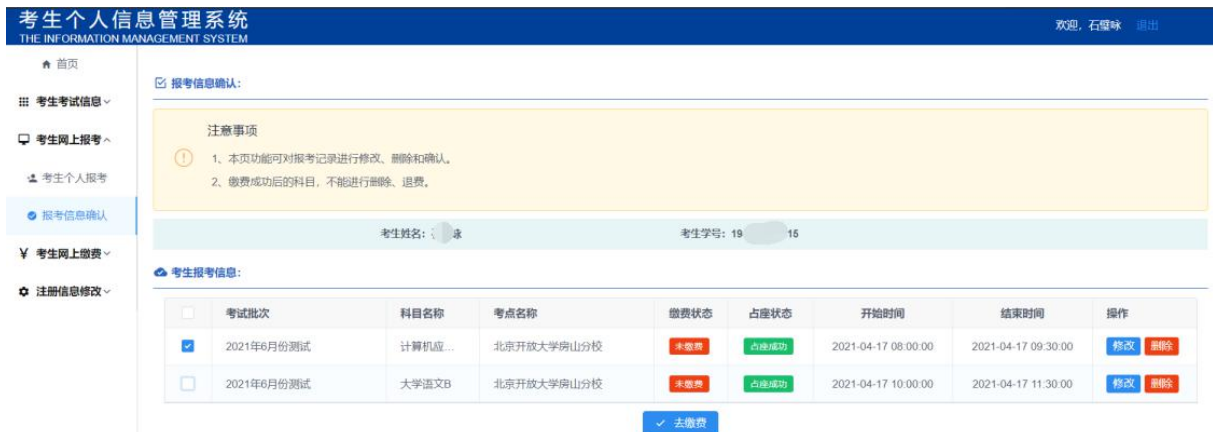 考生个人信息管理系统
THE INFORMATION MANAGEMENT SYSTEM
欢迎，石璧咏 退出
首页
考生考试信息
考生网上报考
考生个人报考
报考信息确认
考生网上缴费
注册信息修改
报考信息确认：
注意事项
1、本页功能可对报考记录进行修改、删除和确认。
2、缴费成功后的科目，不能进行删除、退费。
考生姓名： 咏 考生学号：19 15
考生报考信息：
考试批次 科目名称 考点名称 缴费状态 占座状态 开始时间 结束时间 操作
2021年6月份测试 计算机应... 北京开放大学房山分校 未缴费 占座成功 2021-04-17 08:00:00 2021-04-17 09:30:00 修改 删除
2021年6月份测试 大学语文B 北京开放大学房山分校 未缴费 占座成功 2021-04-17 10:00:00 2021-04-17 11:30:00 修改 删除
去缴费